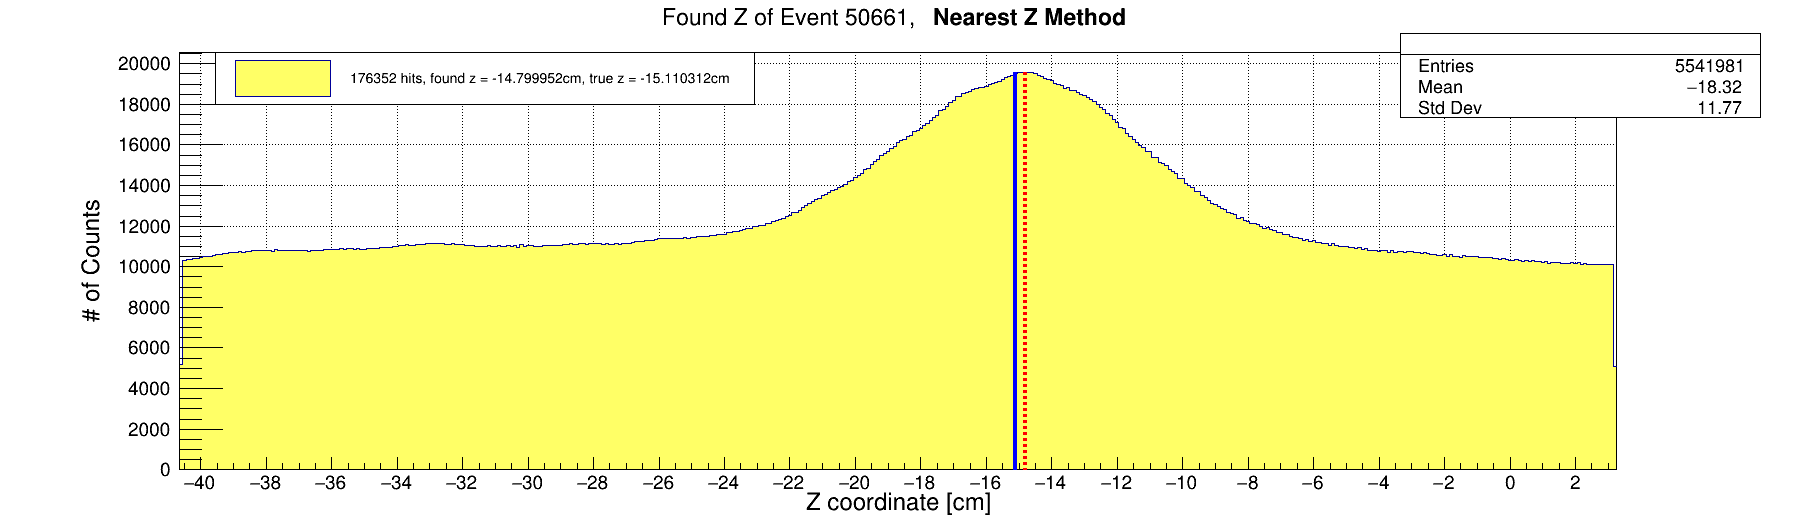 Found Z of Event 50661, Nearest Z Method
176352 hits, found z = -14.799952cm, true z = -15.110312cm
Entries 5541981
Mean −18.32
Std Dev 11.77
# of Counts
20000
18000
16000
14000
12000
10000
8000
6000
4000
2000
0
−40 −38 −36 −34 −32 −30 −28 −26 −24 −22 −20 −18 −16 −14 −12 −10 −8 −6 −4 −2 0 2
Z coordinate [cm]